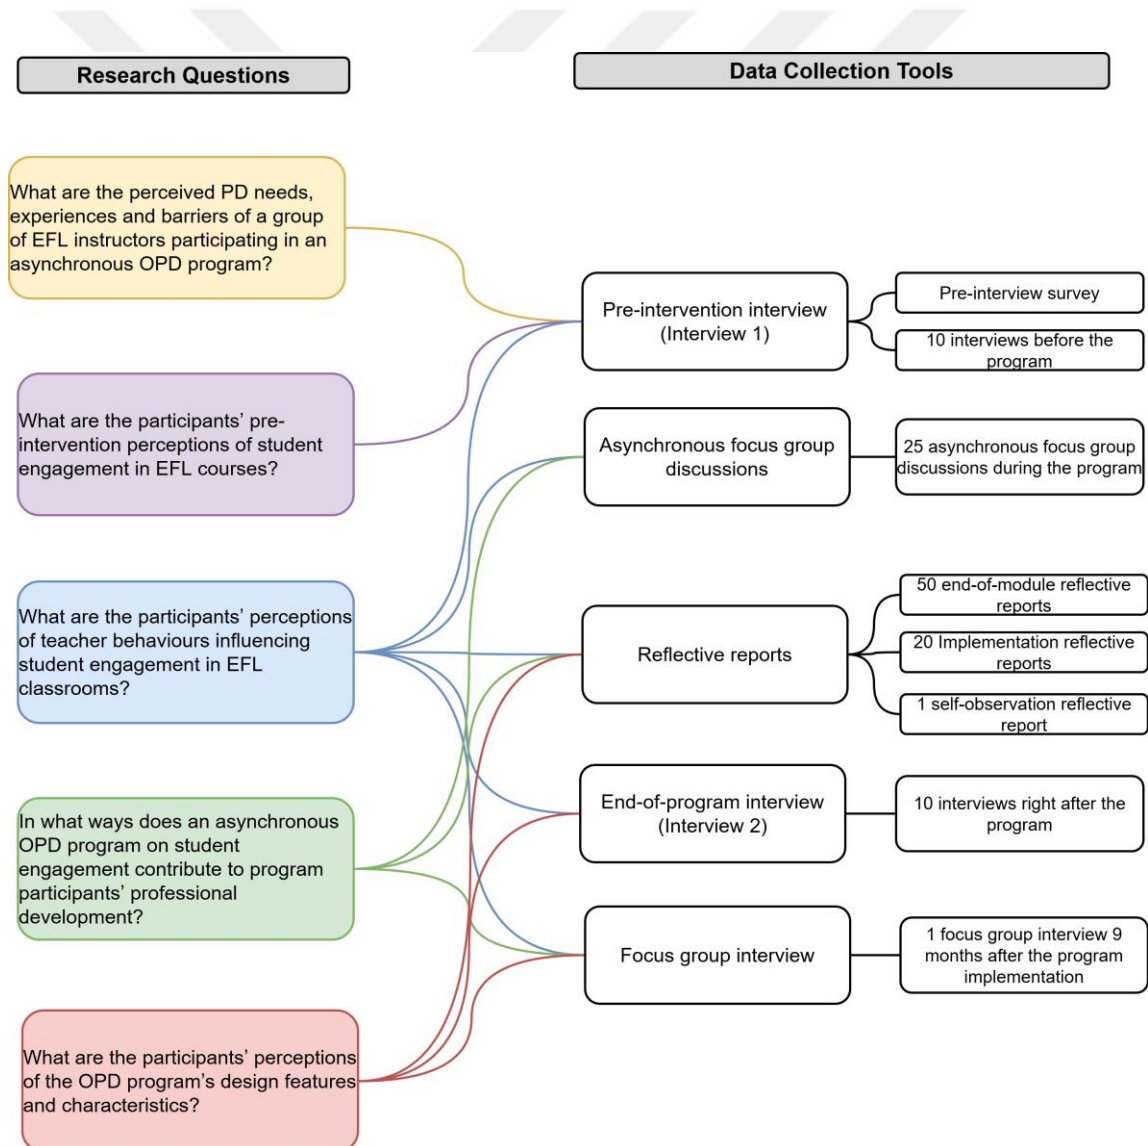 Research Questions
Data Collection Tools
What are the perceived PD needs,
experiences and barriers of a group
of EFL instructors participating in an
asynchronous OPD program?
What are the participants’ pre-
intervention perceptions of student
engagement in EFL courses?
What are the participants’ perceptions
of teacher behaviours influencing
student engagement in EFL
classrooms?
In what ways does an asynchronous
OPD program on student
engagement contribute to program
participants’ professional
development?
What are the participants’ perceptions
of the OPD program’s design features
and characteristics?
Pre-intervention interview
(Interview 1)
Pre-interview survey
10 interviews before the
program
Asynchronous focus group
discussions
25 asynchronous focus group
discussions during the program
Reflective reports
50 end-of-module reflective
reports
20 Implementation reflective
reports
1 self-observation reflective
report
End-of-program interview
(Interview 2)
10 interviews right after the
program
Focus group interview
1 focus group interview 9
months after the program
implementation